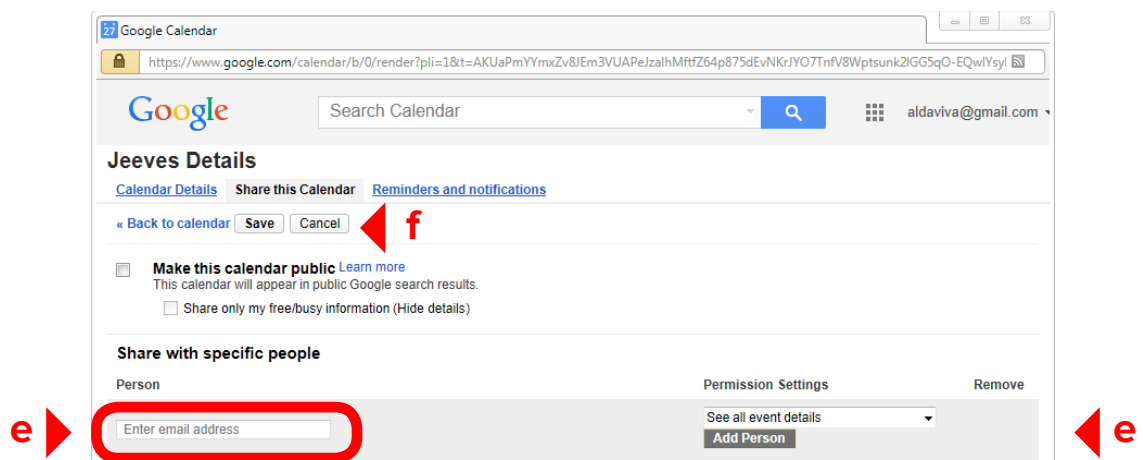 27 Google Calendar
https://www.google.com/calendar/b/0/render?pli=1&t=
Google Search Calendar aldaviva@gmail.com
Jeeves Details
Calendar Details Share this Calendar Reminders and notifications
« Back to calendar Save Cancel f
Make this calendar public Learn more
This calendar will appear in public Google search results.
Share only my free/busy information (Hide details)
Share with specific people
Person Permission Settings Remove
See all event details
e Enter email address e
Add Person